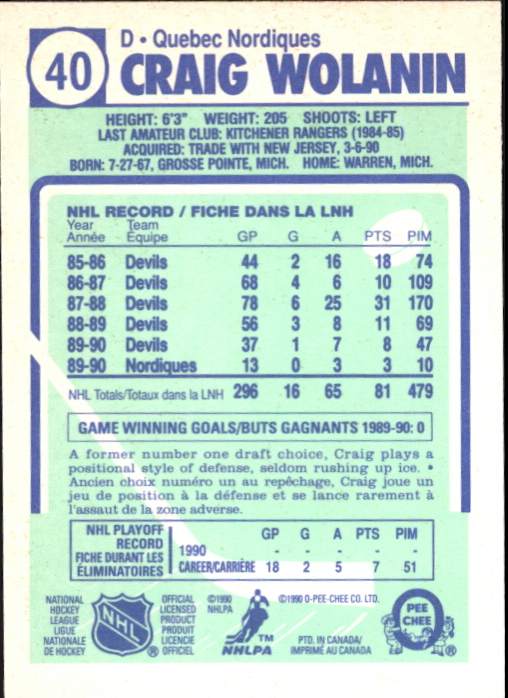 40
D • Quebec Nordiques
CRAIG WOLANIN
HEIGHT: 6'3" WEIGHT: 205 SHOOTS: LEFT
LAST AMATEUR CLUB: KITCHENER RANGERS (1984-85)
ACQUIRED: TRADE WITH NEW JERSEY, 3-6-90
BORN: 7-27-67, GROSSE POINTE, MICH. HOME: WARREN, MICH.
NHL RECORD / FICHE DANS LA LNH
Year Team
Année Équipe GP G A PTS PIM
85-86 Devils 44 2 16 18 74
86-87 Devils 68 4 6 10 109
87-88 Devils 78 6 25 31 170
88-89 Devils 56 3 8 11 69
89-90 Devils 37 1 7 8 47
89-90 Nordiques 13 0 3 3 10
NHL Totals/Totaux dans la LNH 296 16 65 81 479
GAME WINNING GOALS/BUTS GAGNANTS 1989-90: 0
A former number one draft choice, Craig plays a
positional style of defense, seldom rushing up ice. •
Ancien choix numéro un au repêchage, Craig joue un
jeu de position à la défense et se lance rarement à
l'assaut de la zone adverse.
NHL PLAYOFF
RECORD
FICHE DURANT LES
ÉLIMINATOIRES
GP G A PTS PIM
1990 - - - - -
CAREER/CARRIÈRE 18 2 5 7 51
NATIONAL
HOCKEY
LEAGUE
LIGUE
NATIONALE
DE HOCKEY
NHL
®
OFFICIAL
LICENSED
PRODUCT
PRODUIT
LICENCIE
OFFICIEL
©1990
NHLPA
TM
NHLPA
©1990 O-PEE-CHEE CO. LTD.
PTD. IN CANADA/
IMPRIMÉ AU CANADA
O
PEE
CHEE
®